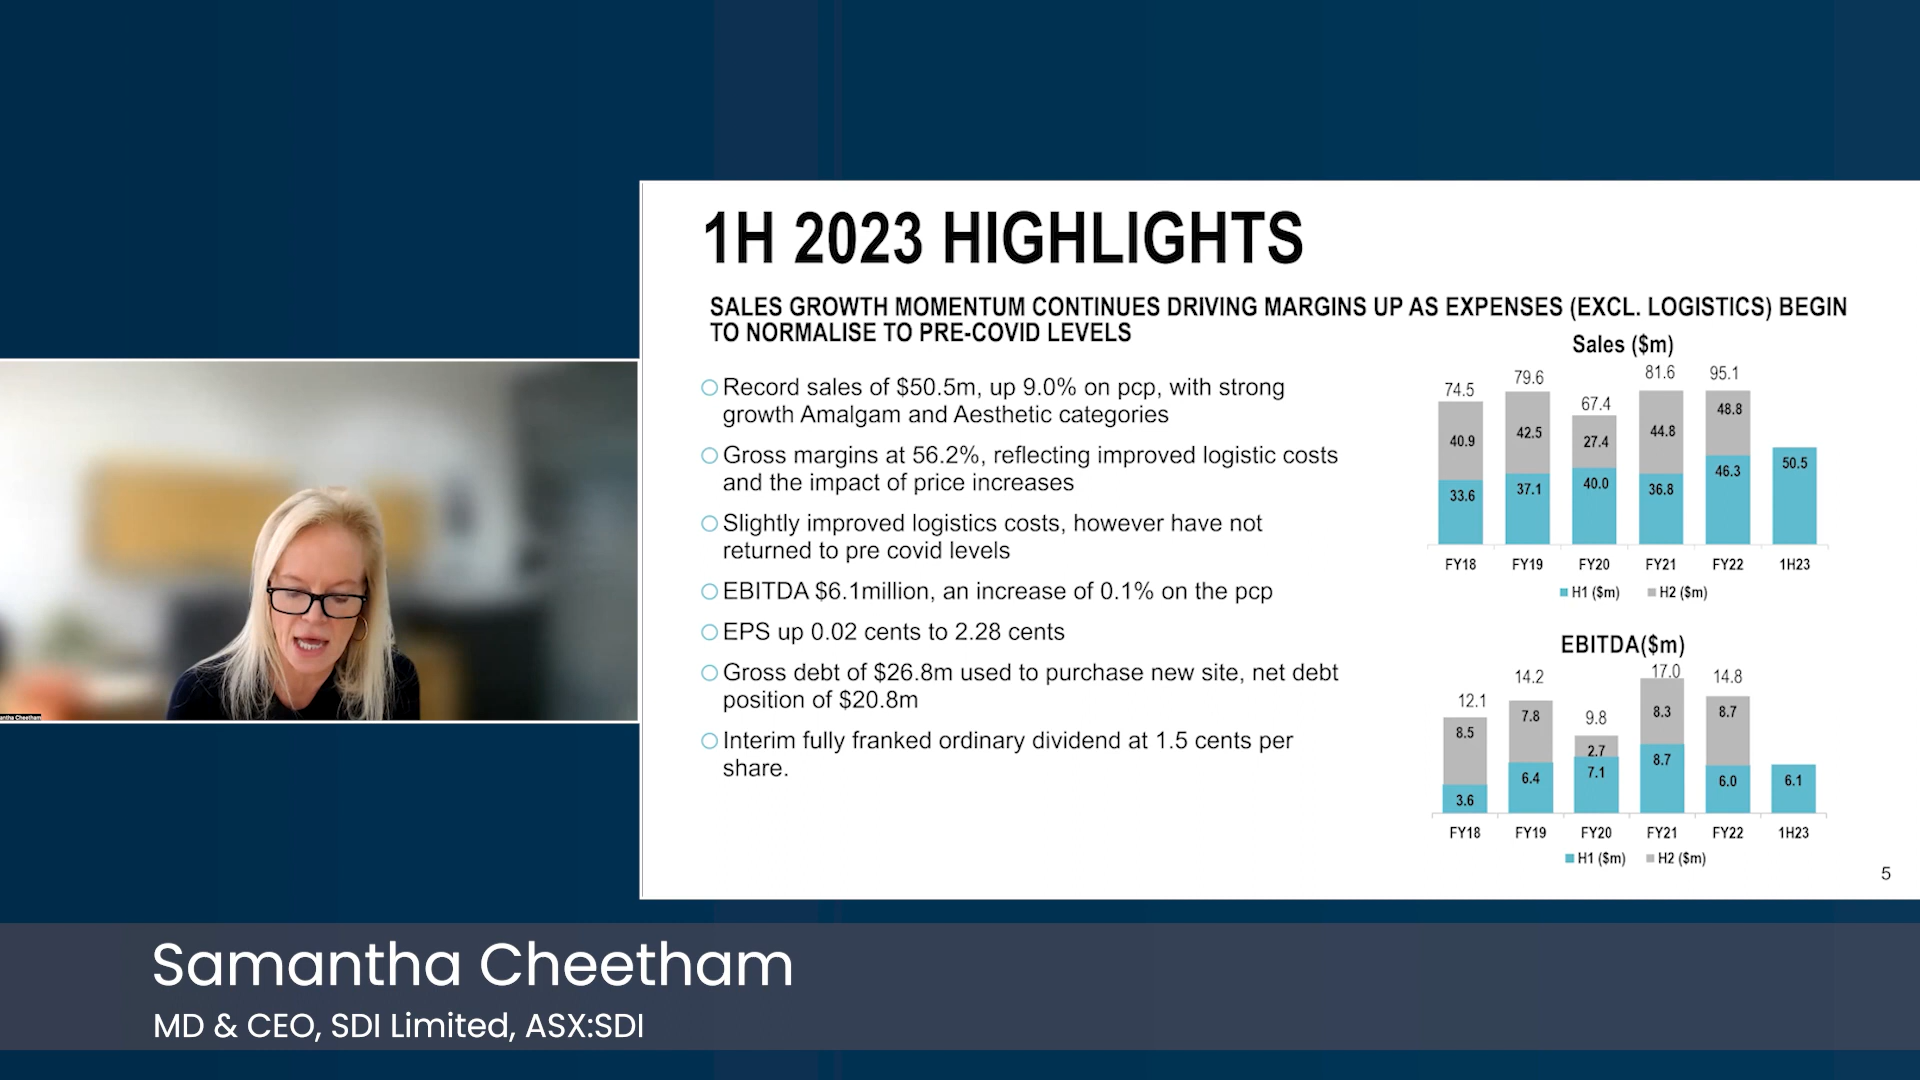 1H 2023 HIGHLIGHTS
SALES GROWTH MOMENTUM CONTINUES DRIVING MARGINS UP AS EXPENSES (EXCL. LOGISTICS) BEGIN
TO NORMALISE TO PRE-COVID LEVELS
○ Record sales of $50.5m, up 9.0% on pcp, with strong
growth Amalgam and Aesthetic categories
○ Gross margins at 56.2%, reflecting improved logistic costs
and the impact of price increases
○ Slightly improved logistics costs, however have not
returned to pre covid levels
○ EBITDA $6.1million, an increase of 0.1% on the pcp
○ EPS up 0.02 cents to 2.28 cents
○ Gross debt of $26.8m used to purchase new site, net debt
position of $20.8m
○ Interim fully franked ordinary dividend at 1.5 cents per
share.
Sales ($m)
74.5 79.6 67.4 81.6 95.1
40.9 42.5 27.4 44.8 48.8
33.6 37.1 40.0 36.8 46.3 50.5
FY18 FY19 FY20 FY21 FY22 1H23
H1 ($m) H2 ($m)
EBITDA($m)
12.1 14.2 9.8 17.0 14.8
8.5 7.8 2.7 8.3 8.7
3.6 6.4 7.1 8.7 6.0 6.1
FY18 FY19 FY20 FY21 FY22 1H23
H1 ($m) H2 ($m)
5
antha Cheetham
Samantha Cheetham
MD & CEO, SDI Limited, ASX:SDI